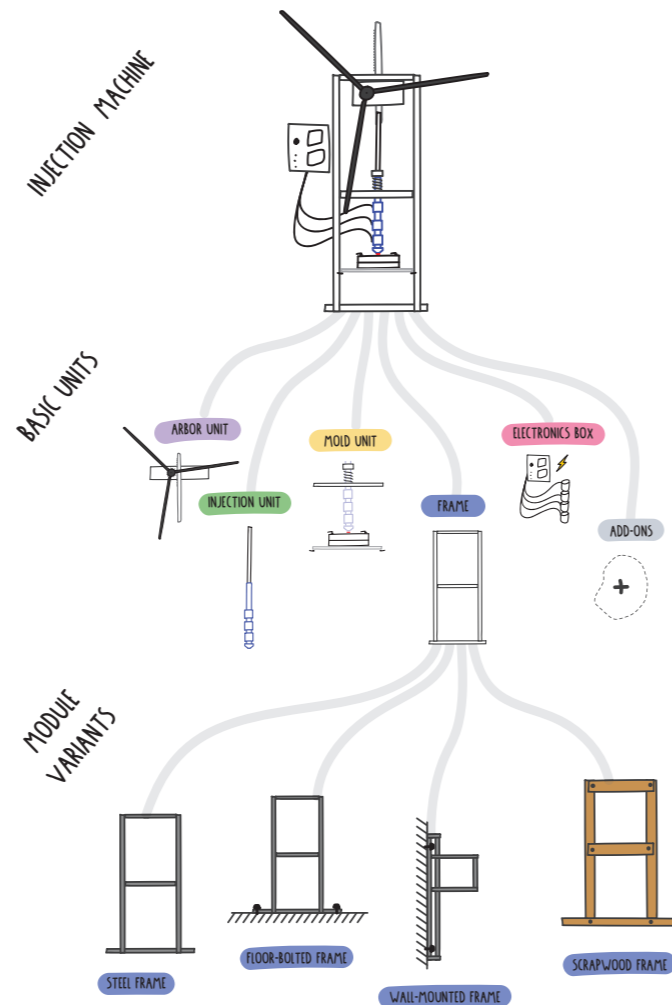 INJECTION MACHINE
BASIC UNITS
ARBOR UNIT
MOLD UNIT
ELECTRONICS BOX
INJECTION UNIT
FRAME
ADD-ONS
MODULE
VARIANTS
STEEL FRAME
FLOOR-BOLTED FRAME
WALL-MOUNTED FRAME
SCRAPWOOD FRAME